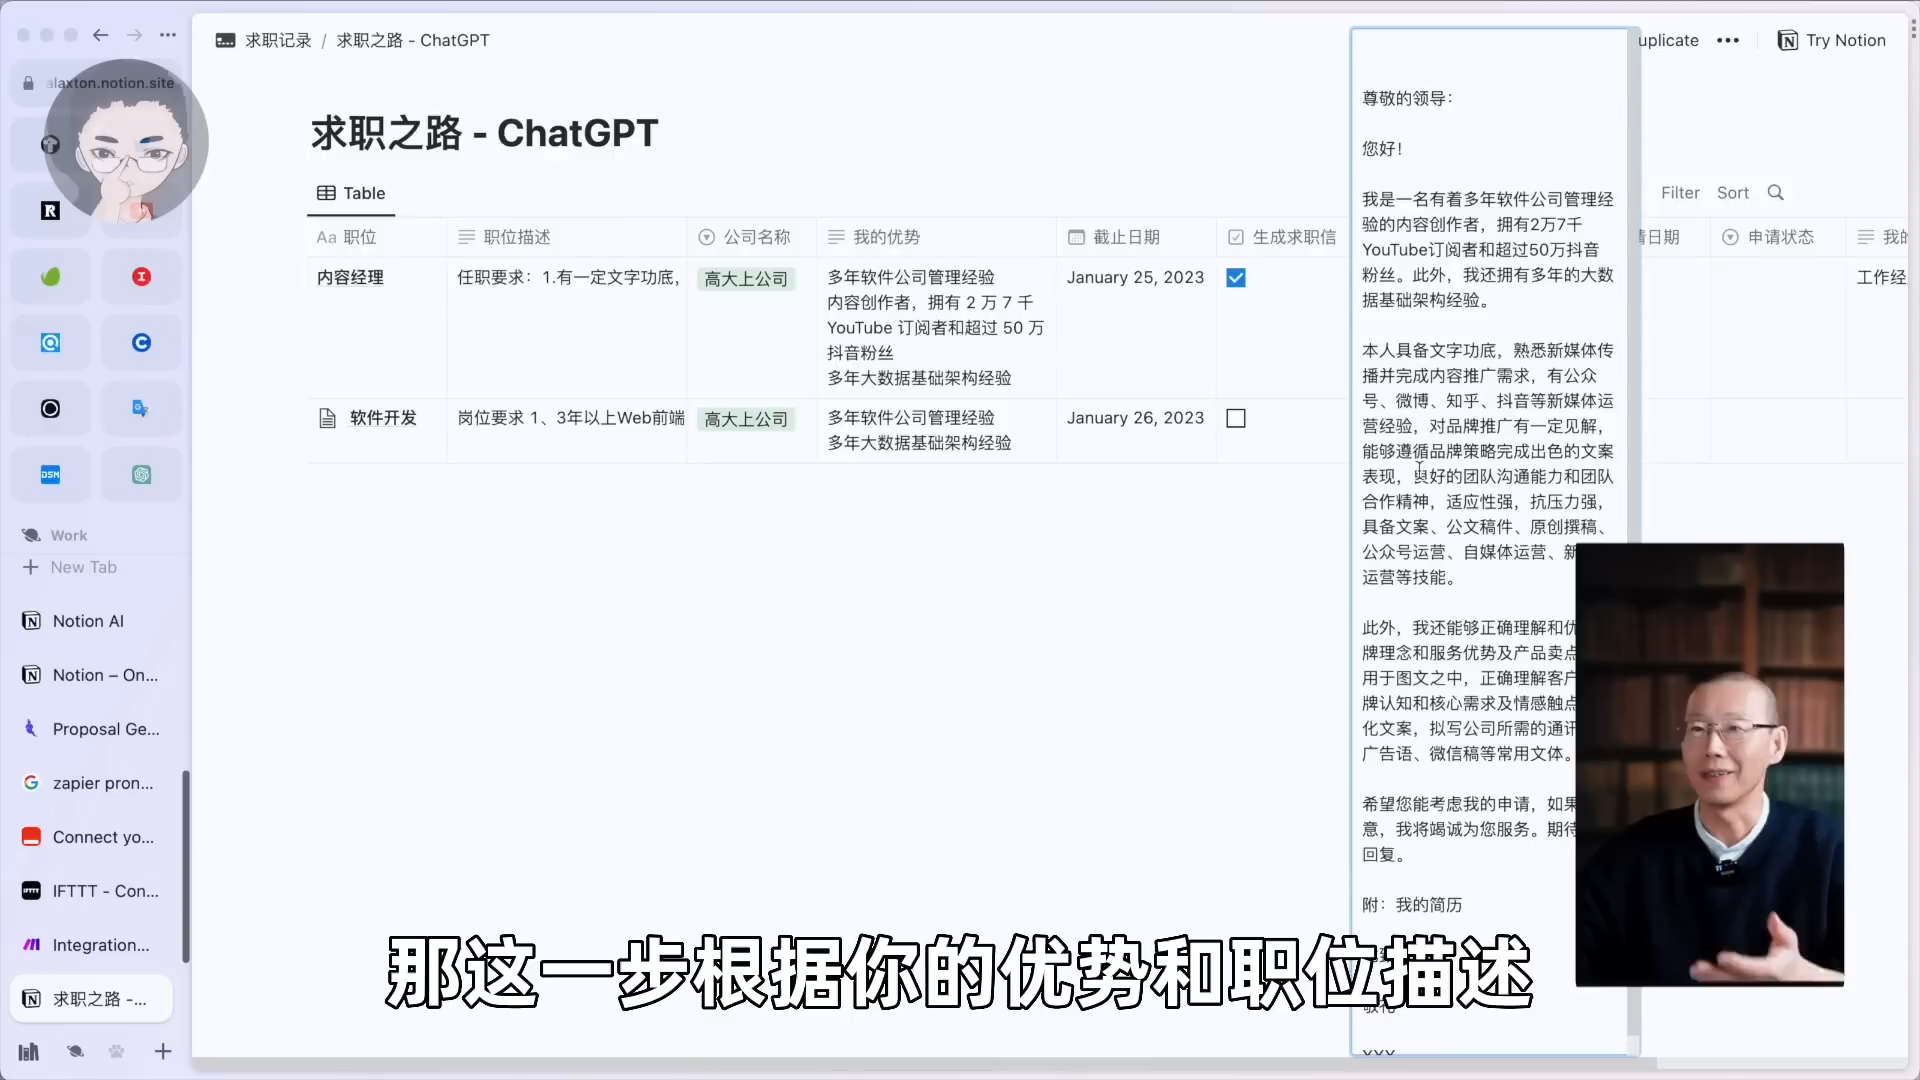 求职记录 / 求职之路 - ChatGPT
uplicate
Try Notion
alaxton.notion.site
求职之路 - ChatGPT
Table
Filter
Sort
Aa 职位
职位描述
公司名称
我的优势
截止日期
生成求职信
请日期
申请状态
我的
内容经理
任职要求：1.有一定文字功底，
高大上公司
多年软件公司管理经验
内容创作者，拥有 2 万 7 千
YouTube 订阅者和超过 50 万
抖音粉丝
多年大数据基础架构经验
January 25, 2023
工作经
软件开发
岗位要求 1、3年以上Web前端
高大上公司
多年软件公司管理经验
多年大数据基础架构经验
January 26, 2023
尊敬的领导：
您好！
我是一名有着多年软件公司管理经
验的内容创作者，拥有2万7千
YouTube订阅者和超过50万抖音
粉丝。此外，我还拥有多年的大数
据基础架构经验。
本人具备文字功底，熟悉新媒体传
播并完成内容推广需求，有公众
号、微博、知乎、抖音等新媒体运
营经验，对品牌推广有一定见解，
能够遵循品牌策略完成出色的文案
表现，良好的团队沟通能力和团队
合作精神，适应性强，抗压力强，
具备文案、公文稿件、原创撰稿、
公众号运营、自媒体运营、新
运营等技能。
此外，我还能够正确理解和优
牌理念和服务优势及产品卖点
用于图文之中，正确理解客户
牌认知和核心需求及情感触点
化文案，拟写公司所需的通讯
广告语、微信稿等常用文体。
希望您能考虑我的申请，如果
意，我将竭诚为您服务。期待
回复。
附：我的简历
XXX
Work
New Tab
Notion AI
Notion – On...
Proposal Ge...
zapier pron...
Connect yo...
IFTTT - Con...
Integration...
求职之路 -...
那这一步根据你的优势和职位描述